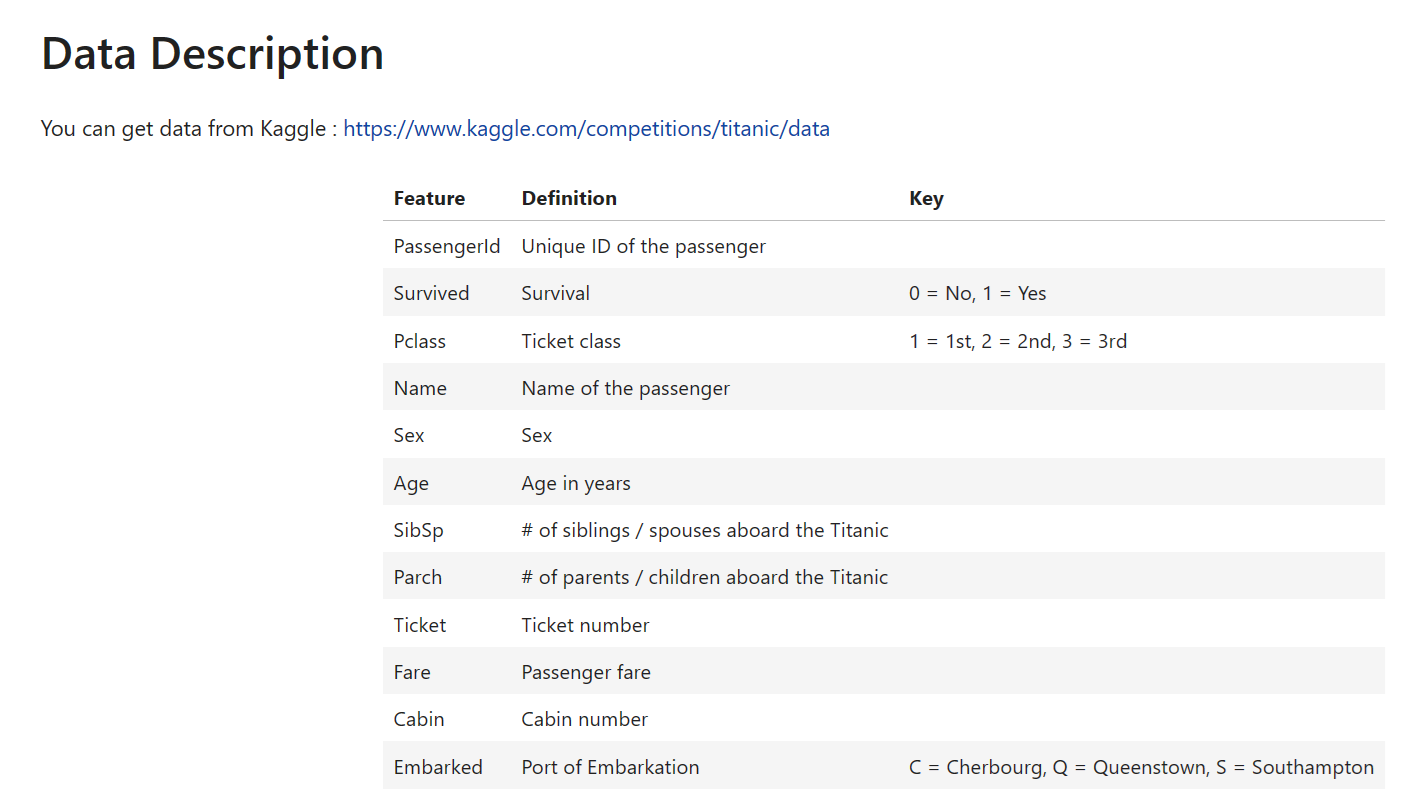 Data Description
You can get data from Kaggle : https://www.kaggle.com/competitions/titanic/data
Feature Definition Key
PassengerId Unique ID of the passenger
Survived Survival 0 = No, 1 = Yes
Pclass Ticket class 1 = 1st, 2 = 2nd, 3 = 3rd
Name Name of the passenger
Sex Sex
Age Age in years
SibSp # of siblings / spouses aboard the Titanic
Parch # of parents / children aboard the Titanic
Ticket Ticket number
Fare Passenger fare
Cabin Cabin number
Embarked Port of Embarkation C = Cherbourg, Q = Queenstown, S = Southampton